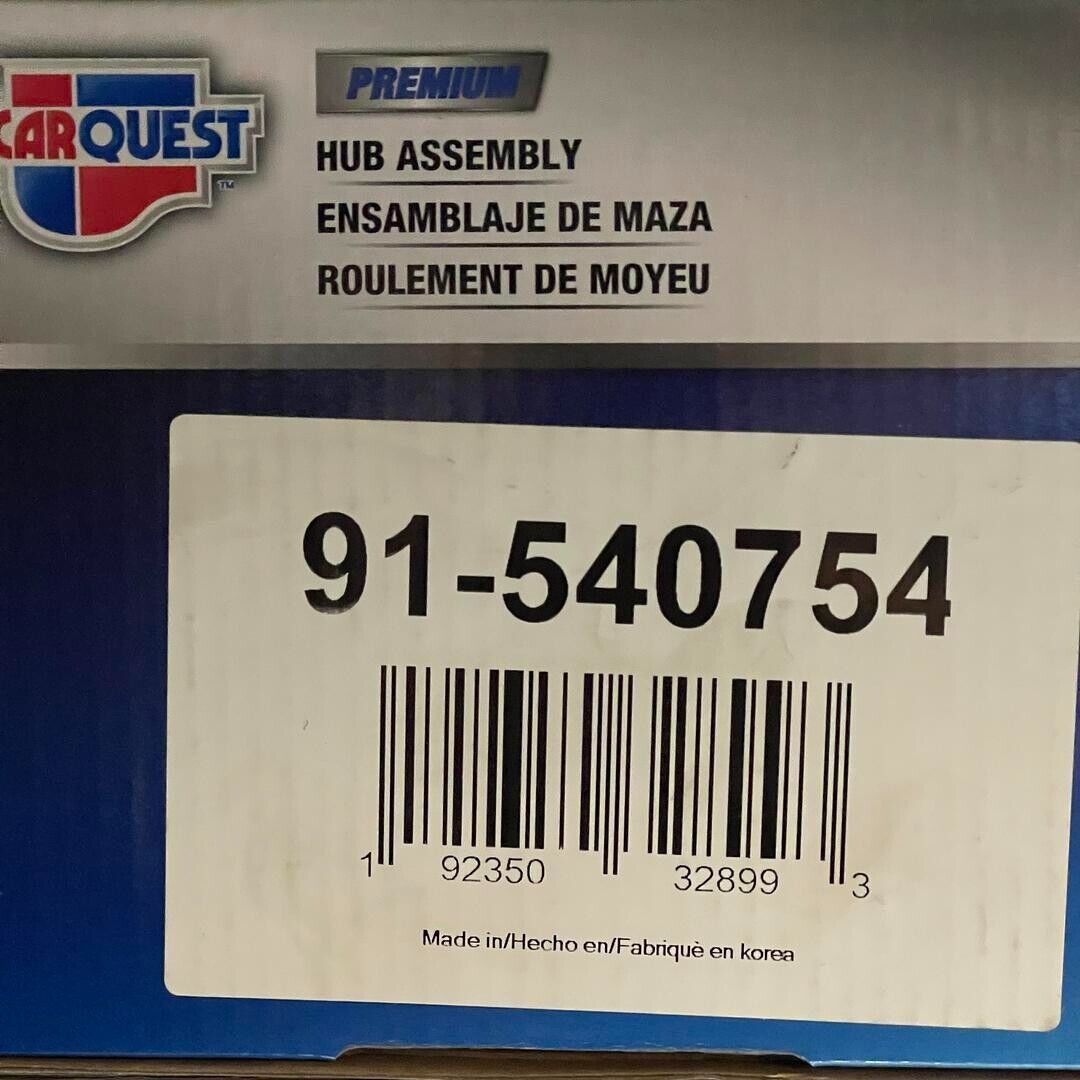 CARQUEST
TM
PREMIUM
HUB ASSEMBLY
ENSAMBLAJE DE MAZA
ROULEMENT DE MOYEU
91-540754
1 92350 32899 3
Made in/Hecho en/Fabriquè en korea